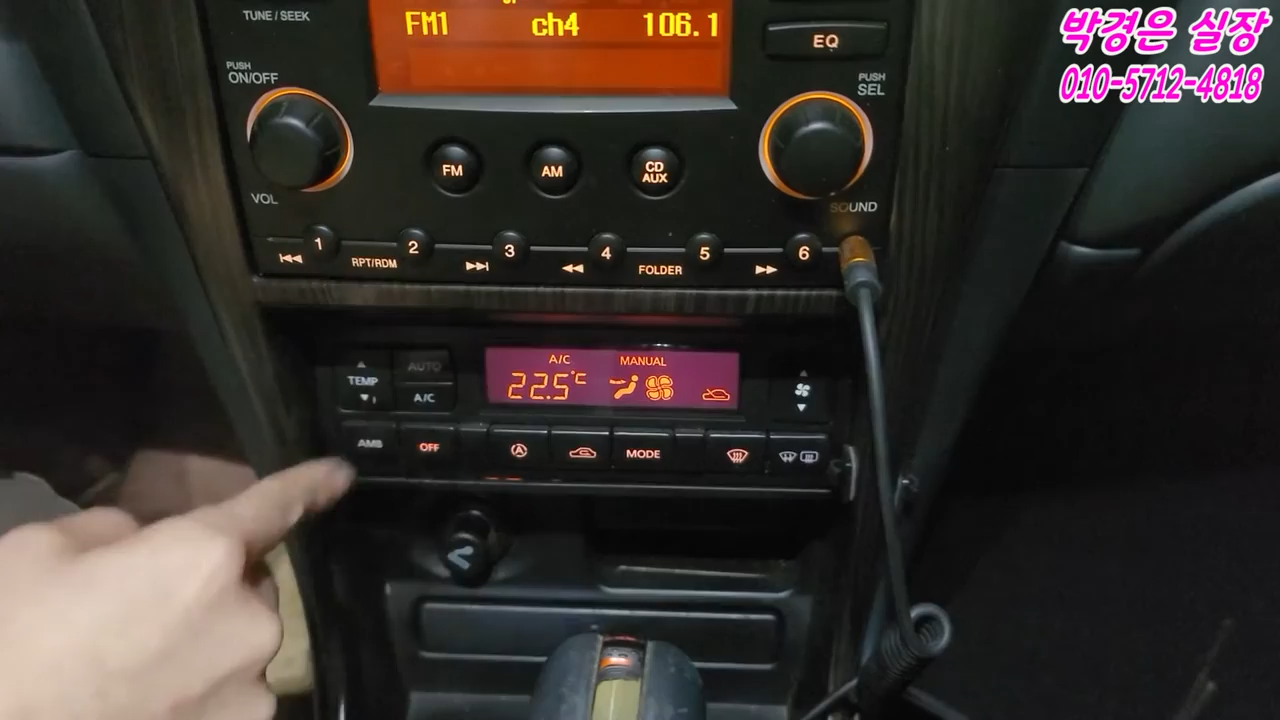 박경은 실장
010-5712-4818
TUNE / SEEK
FM1 ch4 106.1
EQ
PUSH
ON/OFF
PUSH
SEL
FM
AM
CD
AUX
VOL
SOUND
1 2 3 4 5 6
RPT/RDM
FOLDER
TEMP
AUTO
A/C
A/C MANUAL
22.5°C
AMB
OFF
A
MODE